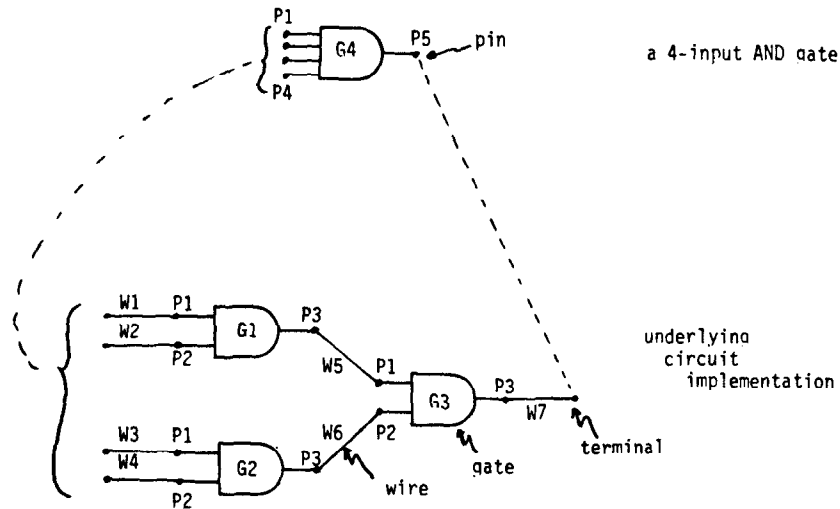 P1
G4
P5
pin
a 4-input AND gate
P4
W1
P1
G1
P3
W2
P2
W5
P1
G3
P3
W7
underlying
circuit
implementation
W3
P1
W6
P2
terminal
W4
G2
P3
gate
P2
wire